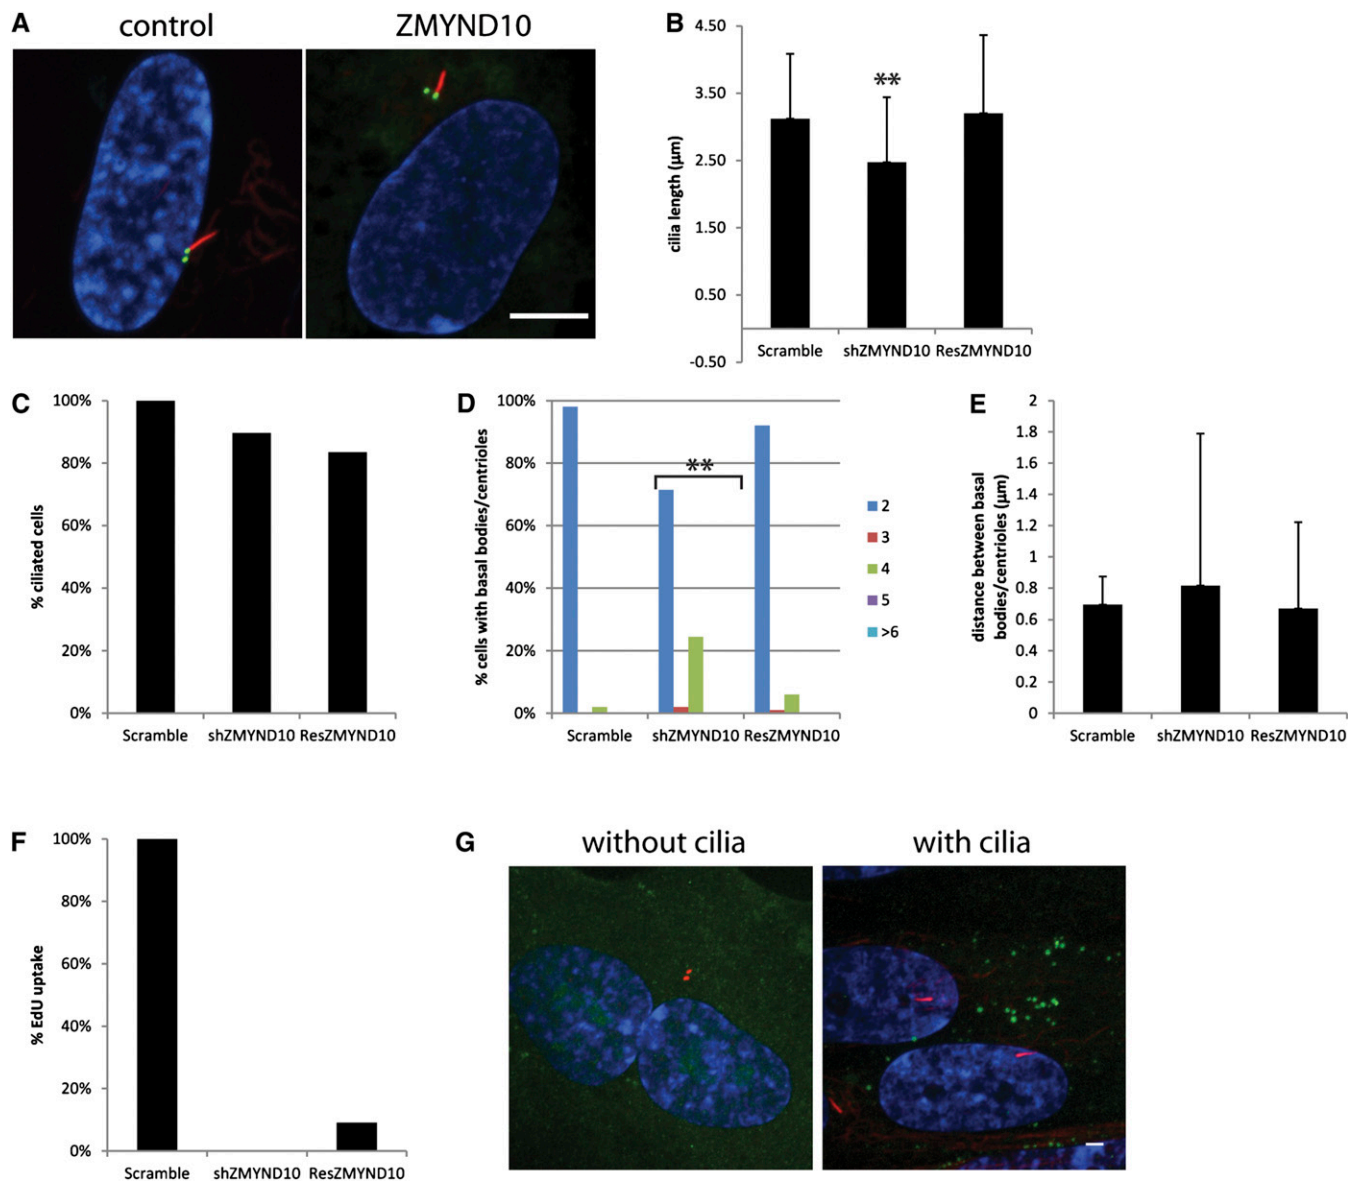 A
control
ZMYND10
B
cilia length (μm)
4.50
3.50
2.50
1.50
0.50
-0.50
**
Scramble
shZMYND10
ResZMYND10
C
% ciliated cells
100%
80%
60%
40%
20%
0%
Scramble
shZMYND10
ResZMYND10
D
% cells with basal bodies/centrioles
100%
80%
60%
40%
20%
0%
**
Scramble
shZMYND10
ResZMYND10
2
3
4
5
>6
E
distance between basal
bodies/centrioles (μm)
2
1.8
1.6
1.4
1.2
1
0.8
0.6
0.4
0.2
0
Scramble
shZMYND10
ResZMYND10
F
% EdU uptake
100%
80%
60%
40%
20%
0%
Scramble
shZMYND10
ResZMYND10
G
without cilia
with cilia